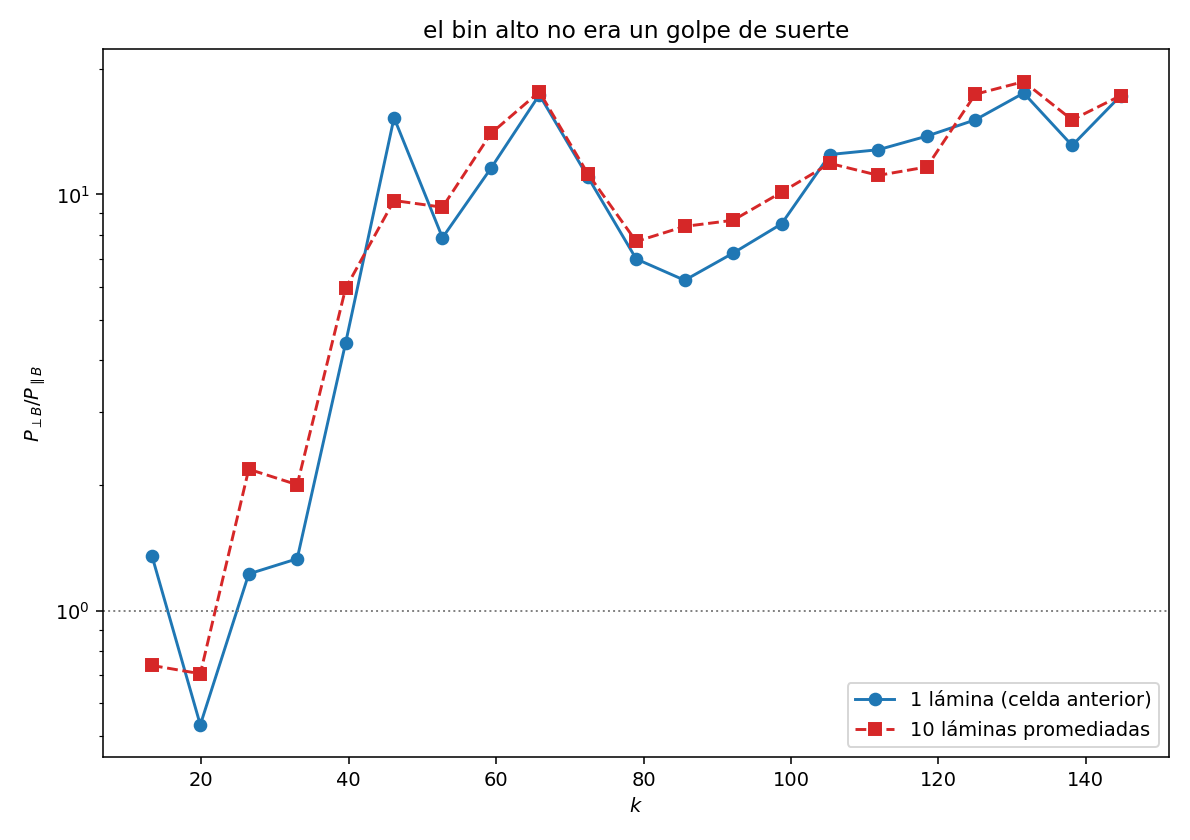 el bin alto no era un golpe de suerte
10¹
10⁰
P⊥B/P∥B
20 40 60 80 100 120 140
k
1 lámina (celda anterior)
10 láminas promediadas